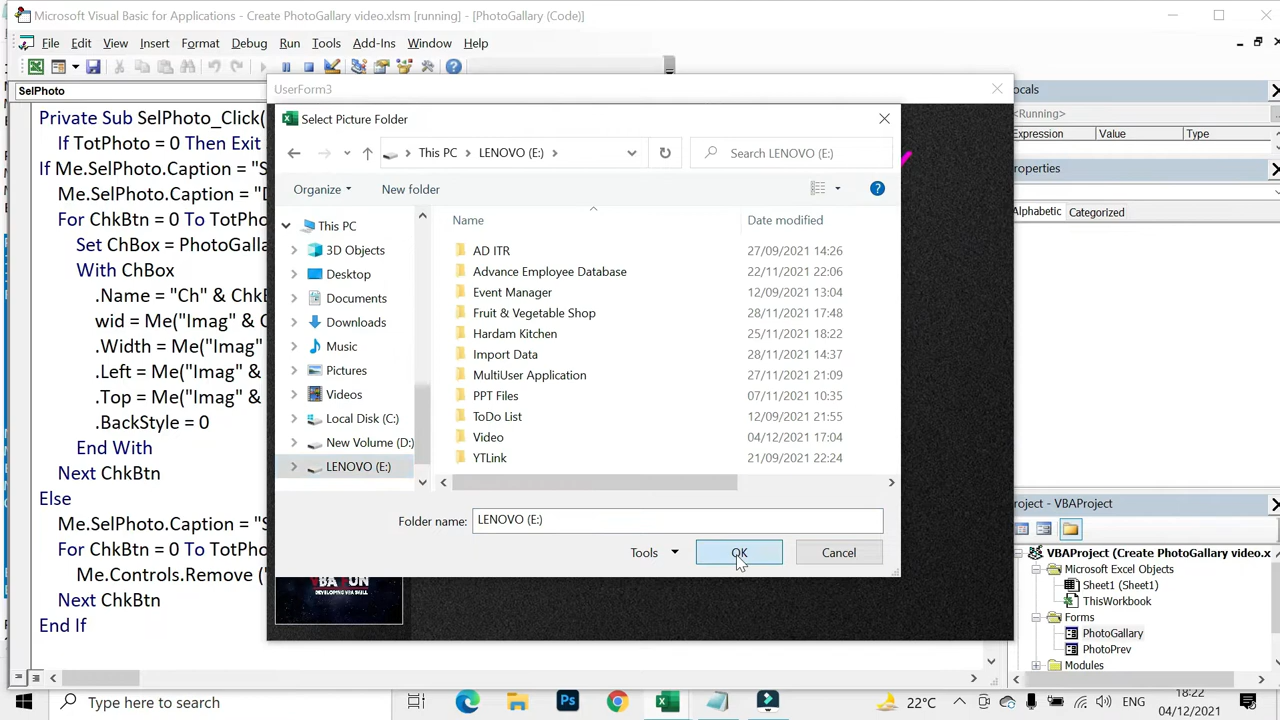 Microsoft Visual Basic for Applications - Create PhotoGallary video.xlsm [running] - [PhotoGallary (Code)]
File Edit View Insert Format Debug Run Tools Add-Ins Window Help
SelPhoto
UserForm3
Private Sub SelPhoto_Click(
If TotPhoto = 0 Then Exit
If Me.SelPhoto.Caption = "S
Me.SelPhoto.Caption = "D
For ChkBtn = 0 To TotPho
Set ChBox = PhotoGalla
With ChBox
.Name = "Ch" & ChkB
wid = Me("Imag" & C
.Width = Me("Imag"
.Left = Me("Imag" &
.Top = Me("Imag" &
.BackStyle = 0
End With
Next ChkBtn
Else
Me.SelPhoto.Caption = "S
For ChkBtn = 0 To TotPho
Me.Controls.Remove ("
Next ChkBtn
End If
Select Picture Folder
This PC
LENOVO (E:)
Search LENOVO (E:)
Organize
New folder
This PC
3D Objects
Desktop
Documents
Downloads
Music
Pictures
Videos
Local Disk (C:)
New Volume (D:)
LENOVO (E:)
Name Date modified
AD ITR 27/09/2021 14:26
Advance Employee Database 22/11/2021 22:06
Event Manager 12/09/2021 13:04
Fruit & Vegetable Shop 28/11/2021 17:48
Hardam Kitchen 25/11/2021 18:22
Import Data 28/11/2021 14:37
MultiUser Application 27/11/2021 21:09
PPT Files 07/11/2021 10:35
ToDo List 12/09/2021 21:55
Video 04/12/2021 17:04
YTLink 21/09/2021 22:24
Folder name: LENOVO (E:)
Tools OK Cancel
VBA FUN
DEVELOPING VBA SKILL
ocals
<Running>
Expression Value Type
roperties
Alphabetic Categorized
roject - VBAProject
VBAProject (Create PhotoGallary video.x
Microsoft Excel Objects
Sheet1 (Sheet1)
ThisWorkbook
Forms
PhotoGallary
PhotoPrev
Modules
Type here to search
Ps
22°C
ENG
18:22
04/12/2021